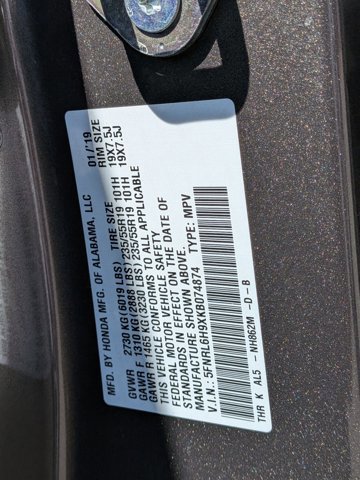 MFD. BY HONDA MFG. OF ALABAMA, LLC 01/'19
TIRE SIZE RIM SIZE
GVWR 2730 KG(6019 LBS)
GAWR F 1310 KG(2888 LBS)235/55R19 101H 19X7.5J
GAWR R 1465 KG(3230 LBS)235/55R19 101H 19X7.5J
THIS VEHICLE CONFORMS TO ALL APPLICABLE
FEDERAL MOTOR VEHICLE SAFETY
STANDARDS IN EFFECT ON THE DATE OF
MANUFACTURE SHOWN ABOVE.
V.I.N.: 5FNRL6H9XKB074874 TYPE: MPV
THR K AL5 - NH862M -D -B